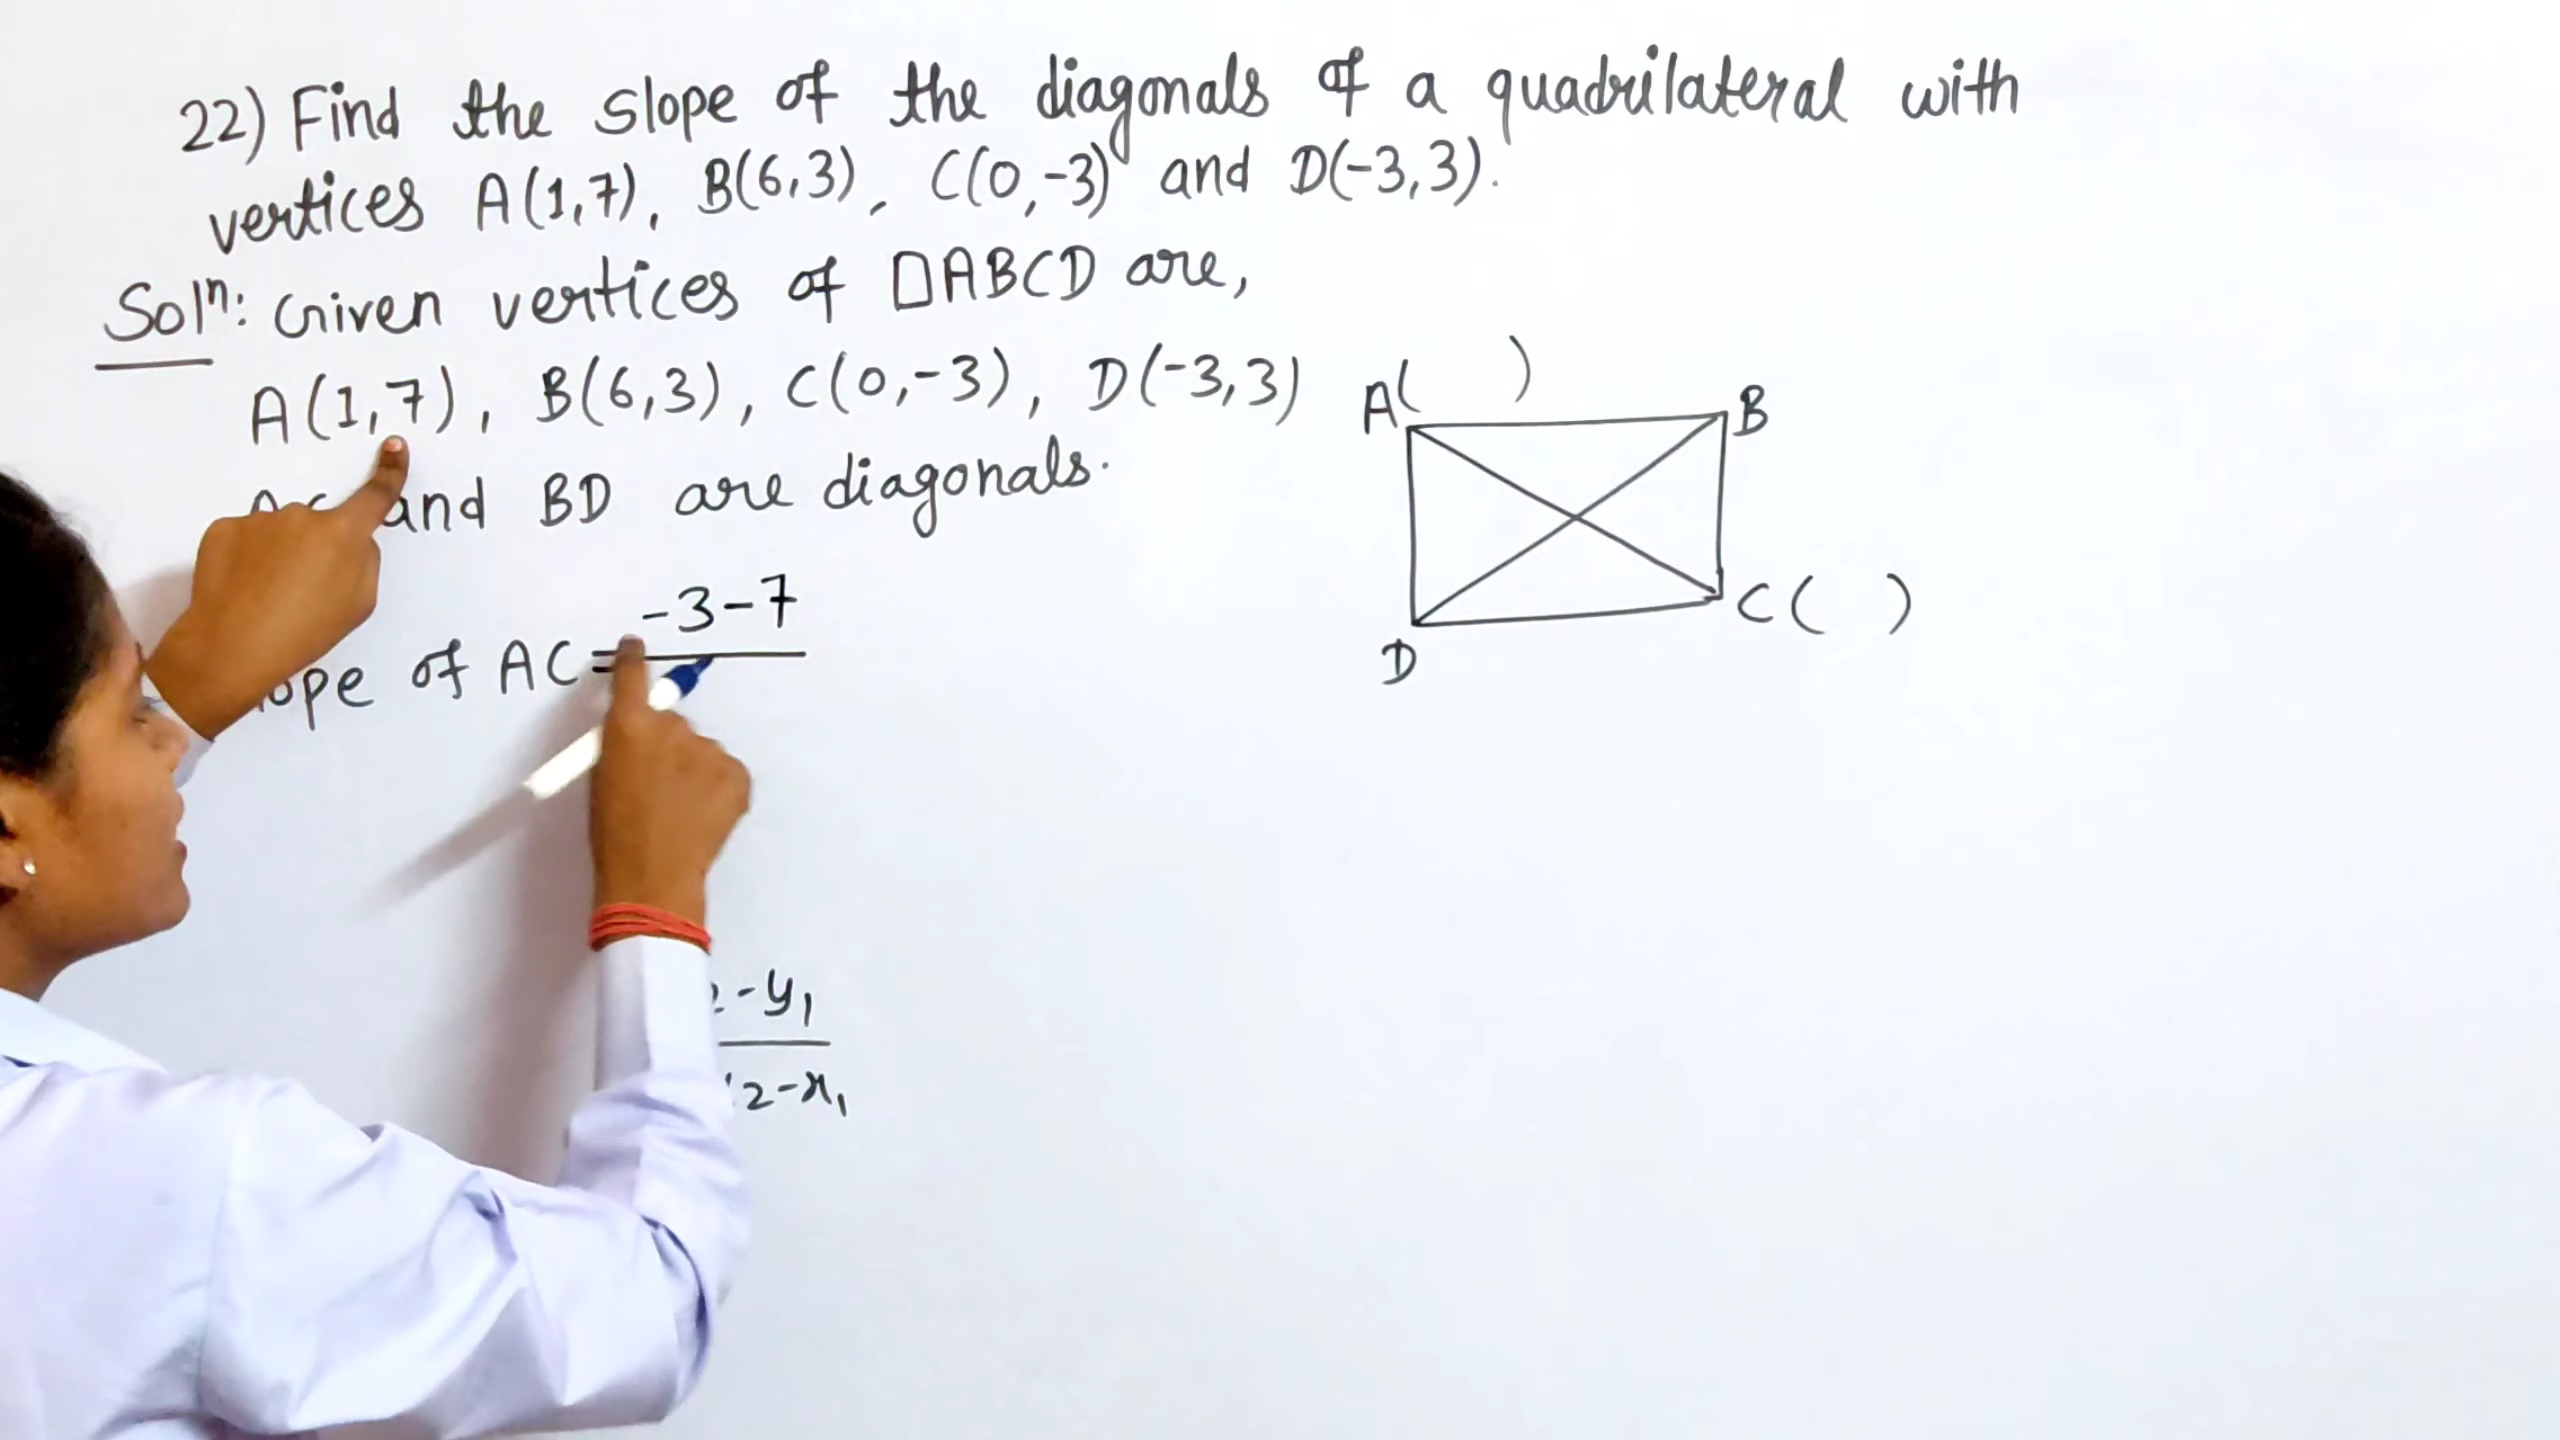 22) Find the slope of the diagonals of a quadrilateral with
vertices A(1,7), B(6,3), C(0,-3) and D(-3,3).
Solⁿ: Given vertices of □ABCD are,
A(1,7), B(6,3), C(0,-3), D(-3,3)
and BD are diagonals.
-3-7
of AC=
A( )
B
C( )
D
-y₁
2-x₁